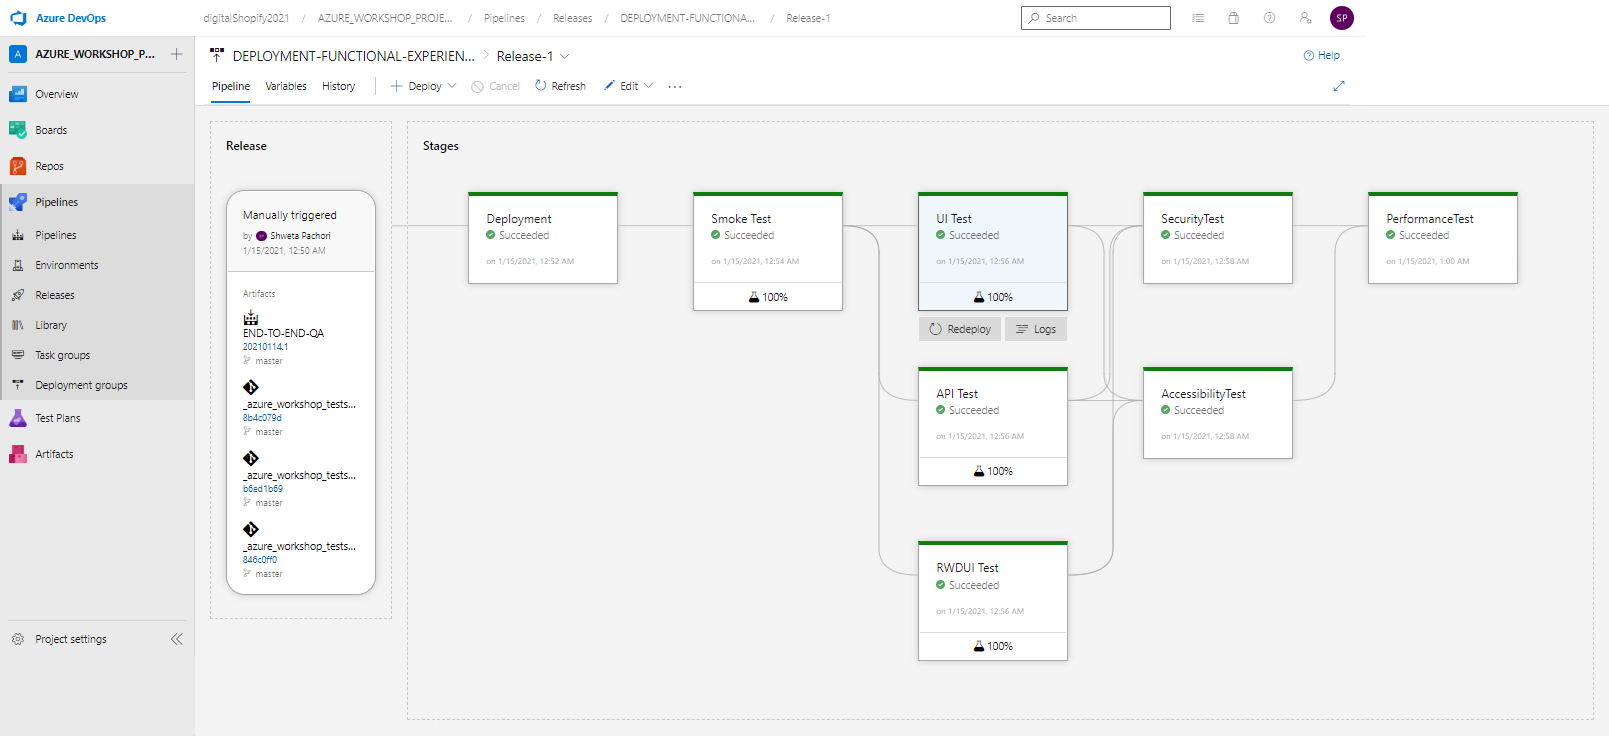 Azure DevOps
digitalShopify2021 / AZURE_WORKSHOP_PROJE... / Pipelines / Releases / DEPLOYMENT-FUNCTIONA... / Release-1
Search
SP
A AZURE_WORKSHOP_P...
Overview
Boards
Repos
Pipelines
Pipelines
Environments
Releases
Library
Task groups
Deployment groups
Test Plans
Artifacts
Project settings
DEPLOYMENT-FUNCTIONAL-EXPERIEN... > Release-1
Help
Pipeline Variables History Deploy Cancel Refresh Edit ...
Release
Manually triggered
by SP Shweta Pachori
1/15/2021, 12:50 AM
Artifacts
END-TO-END-QA
20210114.1
master
_azure_workshop_tests...
8b4c079d
master
_azure_workshop_tests...
b6ed1b69
master
_azure_workshop_tests...
846c0ff0
master
Stages
Deployment
Succeeded
on 1/15/2021, 12:52 AM
Smoke Test
Succeeded
on 1/15/2021, 12:54 AM
100%
UI Test
Succeeded
on 1/15/2021, 12:56 AM
100%
Redeploy
Logs
API Test
Succeeded
on 1/15/2021, 12:56 AM
100%
RWDUI Test
Succeeded
on 1/15/2021, 12:56 AM
100%
SecurityTest
Succeeded
on 1/15/2021, 12:58 AM
AccessibilityTest
Succeeded
on 1/15/2021, 12:58 AM
PerformanceTest
Succeeded
on 1/15/2021, 1:00 AM